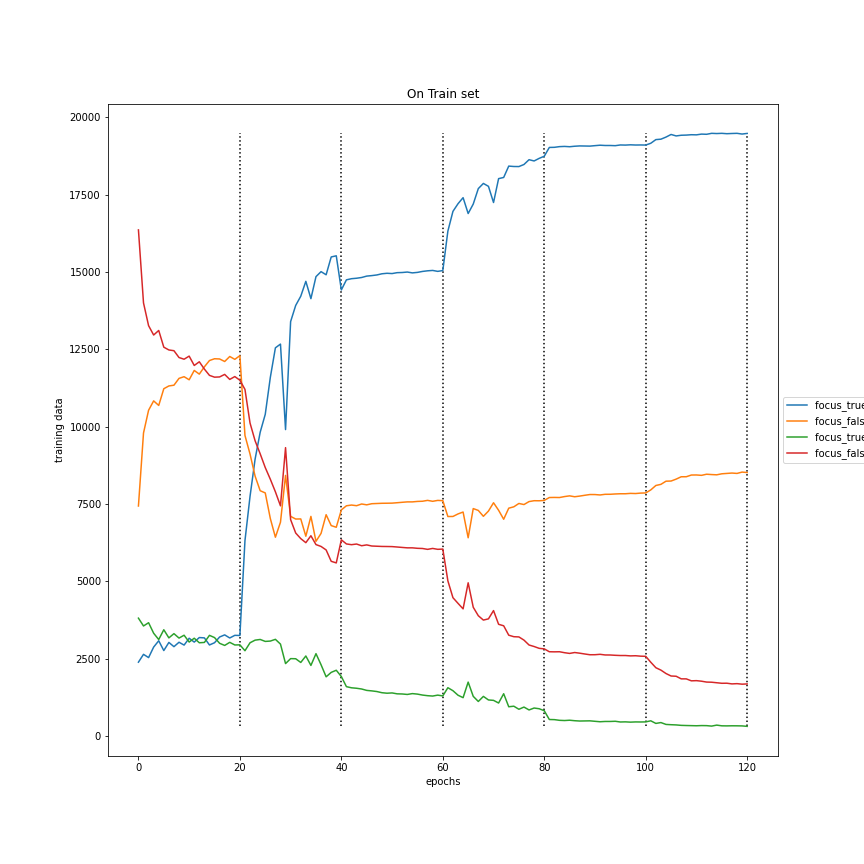 On Train set
20000
17500
15000
12500
10000
7500
5000
2500
0
training data
0 20 40 60 80 100 120
epochs
focus_true
focus_fals
focus_true
focus_fals